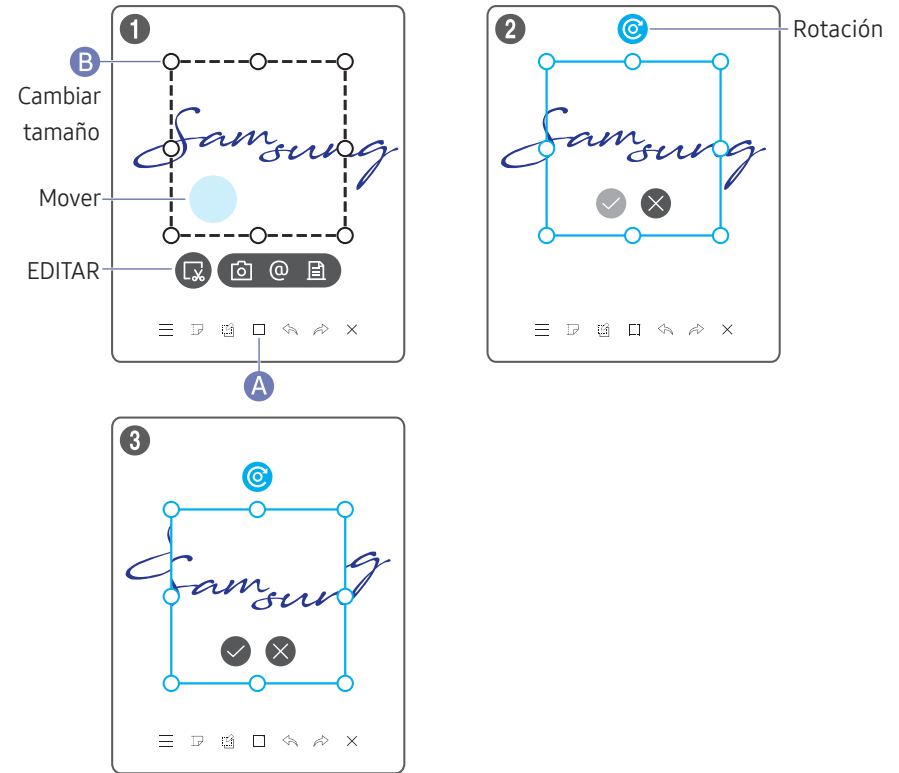 1
B
Cambiar
tamaño
Samsung
Mover
EDITAR
@
A
2
Rotación
Samsung
3
Samsung